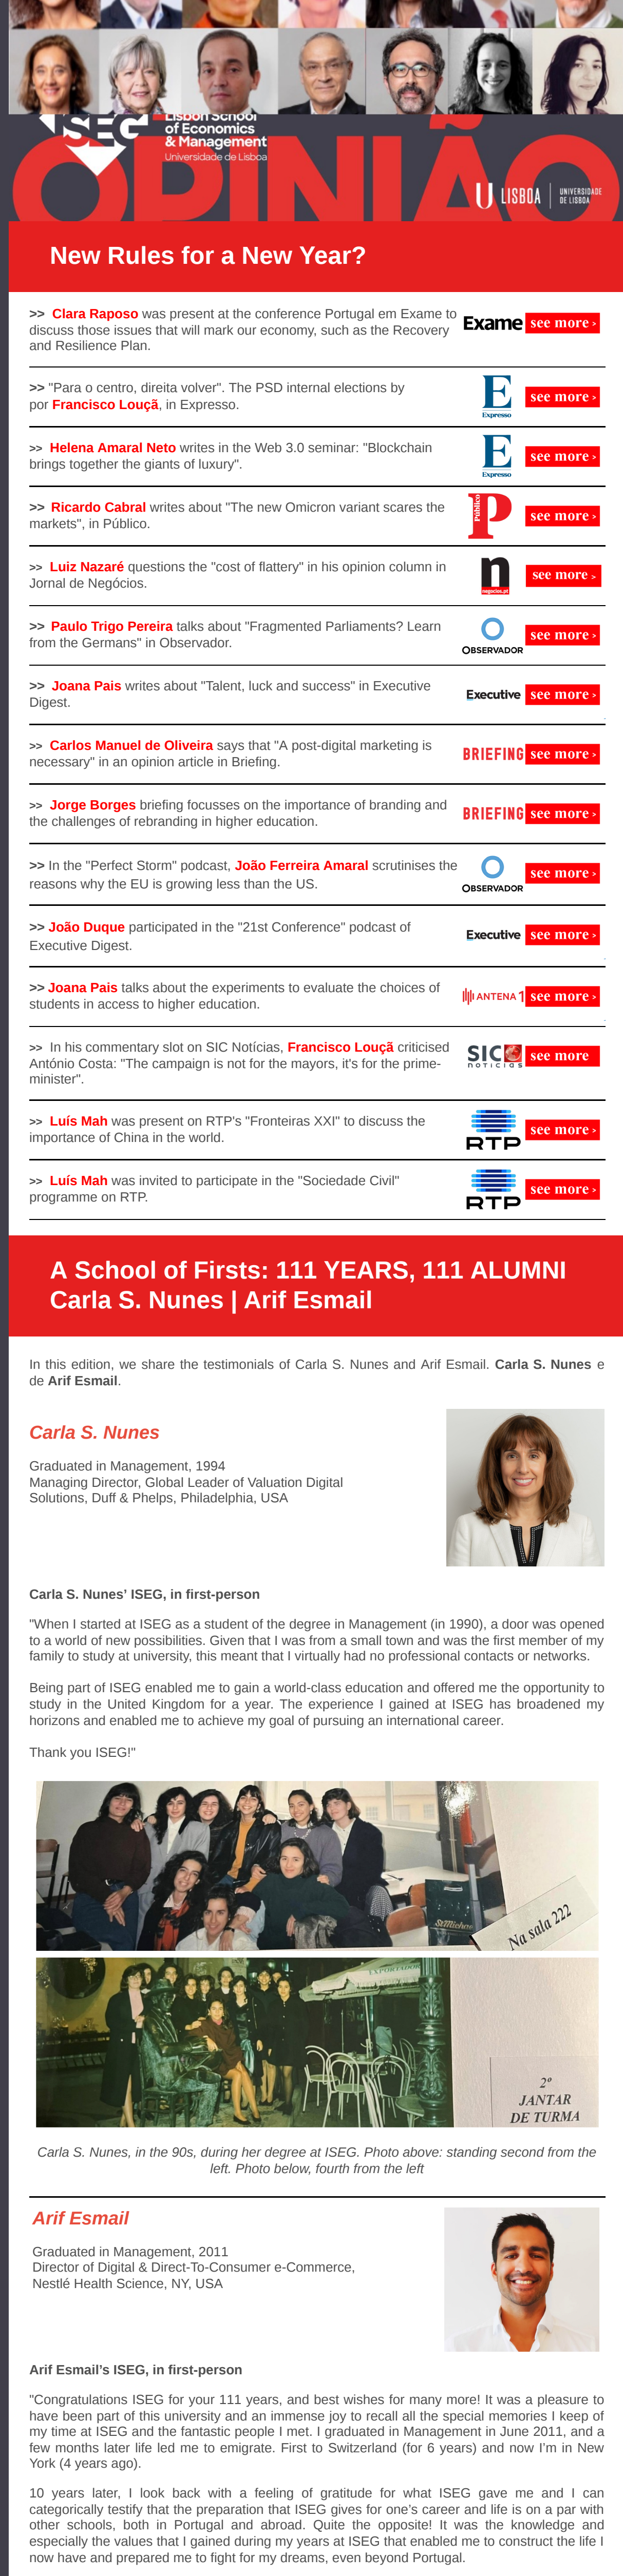 ISEG
Lisbon School
of Economics
& Management
Universidade de Lisboa
OPINIÃO
U LISBOA | UNIVERSIDADE
DE LISBOA
New Rules for a New Year?
>> Clara Raposo was present at the conference Portugal em Exame to
discuss those issues that will mark our economy, such as the Recovery
and Resilience Plan.
Exame
see more >
>> "Para o centro, direita volver". The PSD internal elections by
por Francisco Louçã, in Expresso.
E
Expresso
see more >
>> Helena Amaral Neto writes in the Web 3.0 seminar: "Blockchain
brings together the giants of luxury".
E
Expresso
see more >
>> Ricardo Cabral writes about "The new Omicron variant scares the
markets", in Público.
P
Público
see more >
>> Luiz Nazaré questions the "cost of flattery" in his opinion column in
Jornal de Negócios.
n
negocios.pt
see more >
>> Paulo Trigo Pereira talks about "Fragmented Parliaments? Learn
from the Germans" in Observador.
OBSERVADOR
see more >
>> Joana Pais writes about "Talent, luck and success" in Executive
Digest.
Executive
see more >
>> Carlos Manuel de Oliveira says that "A post-digital marketing is
necessary" in an opinion article in Briefing.
BRIEFING
see more >
>> Jorge Borges briefing focusses on the importance of branding and
the challenges of rebranding in higher education.
BRIEFING
see more >
>> In the "Perfect Storm" podcast, João Ferreira Amaral scrutinises the
reasons why the EU is growing less than the US.
OBSERVADOR
see more >
>> João Duque participated in the "21st Conference" podcast of
Executive Digest.
Executive
see more >
>> Joana Pais talks about the experiments to evaluate the choices of
students in access to higher education.
ANTENA 1
see more >
>> In his commentary slot on SIC Notícias, Francisco Louçã criticised
António Costa: "The campaign is not for the mayors, it's for the prime-
minister".
SIC
notícias
see more
>> Luís Mah was present on RTP's "Fronteiras XXI" to discuss the
importance of China in the world.
RTP
see more >
>> Luís Mah was invited to participate in the "Sociedade Civil"
programme on RTP.
RTP
see more >
A School of Firsts: 111 YEARS, 111 ALUMNI
Carla S. Nunes | Arif Esmail
In this edition, we share the testimonials of Carla S. Nunes and Arif Esmail. Carla S. Nunes e
de Arif Esmail.
Carla S. Nunes
Graduated in Management, 1994
Managing Director, Global Leader of Valuation Digital
Solutions, Duff & Phelps, Philadelphia, USA
Carla S. Nunes’ ISEG, in first-person
"When I started at ISEG as a student of the degree in Management (in 1990), a door was opened
to a world of new possibilities. Given that I was from a small town and was the first member of my
family to study at university, this meant that I virtually had no professional contacts or networks.
Being part of ISEG enabled me to gain a world-class education and offered me the opportunity to
study in the United Kingdom for a year. The experience I gained at ISEG has broadened my
horizons and enabled me to achieve my goal of pursuing an international career.
Thank you ISEG!"
Na sala 222
2º
JANTAR
DE TURMA
Carla S. Nunes, in the 90s, during her degree at ISEG. Photo above: standing second from the
left. Photo below, fourth from the left
Arif Esmail
Graduated in Management, 2011
Director of Digital & Direct-To-Consumer e-Commerce,
Nestlé Health Science, NY, USA
Arif Esmail’s ISEG, in first-person
"Congratulations ISEG for your 111 years, and best wishes for many more! It was a pleasure to
have been part of this university and an immense joy to recall all the special memories I keep of
my time at ISEG and the fantastic people I met. I graduated in Management in June 2011, and a
few months later life led me to emigrate. First to Switzerland (for 6 years) and now I’m in New
York (4 years ago).
10 years later, I look back with a feeling of gratitude for what ISEG gave me and I can
categorically testify that the preparation that ISEG gives for one’s career and life is on a par with
other schools, both in Portugal and abroad. Quite the opposite! It was the knowledge and
especially the values that I gained during my years at ISEG that enabled me to construct the life I
now have and prepared me to fight for my dreams, even beyond Portugal.